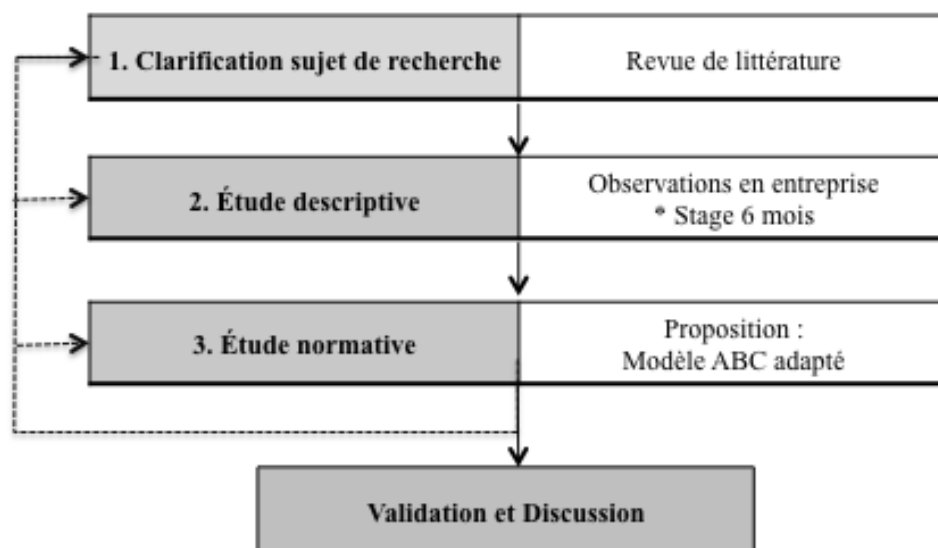 1. Clarification sujet de recherche
Revue de littérature
2. Étude descriptive
Observations en entreprise
* Stage 6 mois
3. Étude normative
Proposition :
Modèle ABC adapté
Validation et Discussion